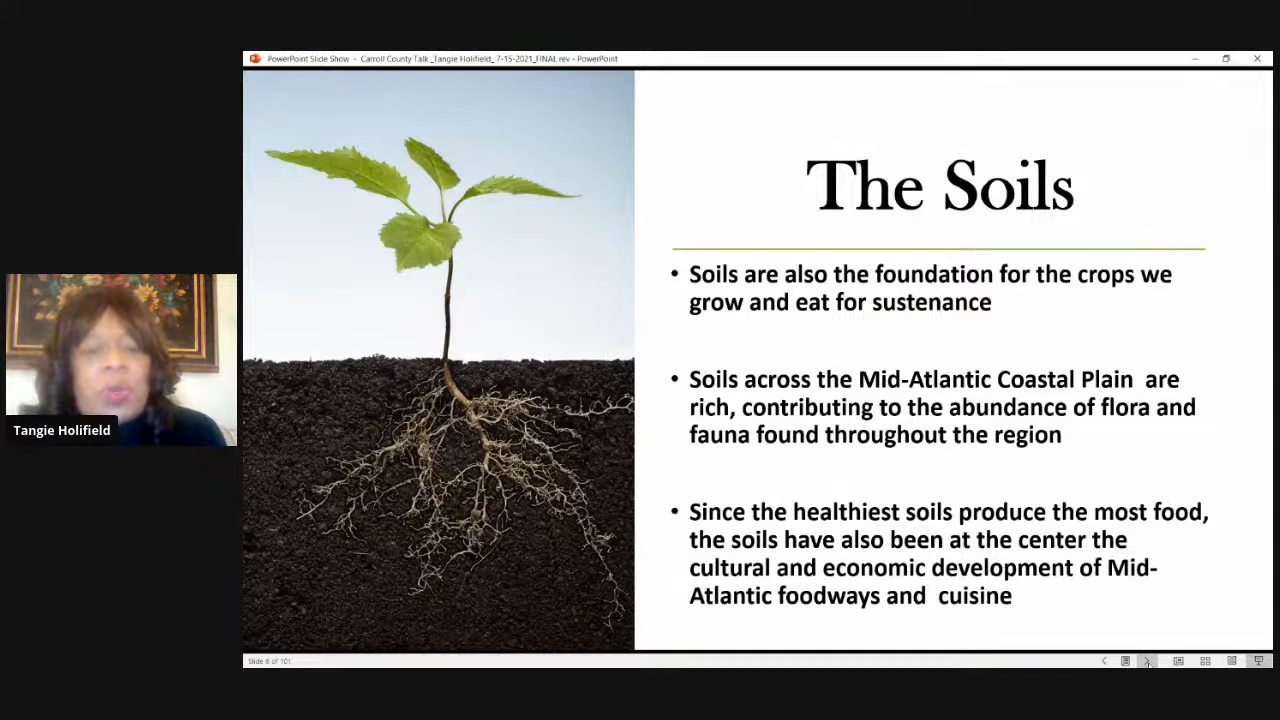 PowerPoint Slide Show - Carroll County Talk _Tangie Holifield_ 7-15-2021_FINAL rev - PowerPoint
The Soils
• Soils are also the foundation for the crops we
grow and eat for sustenance
• Soils across the Mid-Atlantic Coastal Plain are
rich, contributing to the abundance of flora and
fauna found throughout the region
• Since the healthiest soils produce the most food,
the soils have also been at the center the
cultural and economic development of Mid-
Atlantic foodways and cuisine
Tangie Holifield
Slide 6 of 101